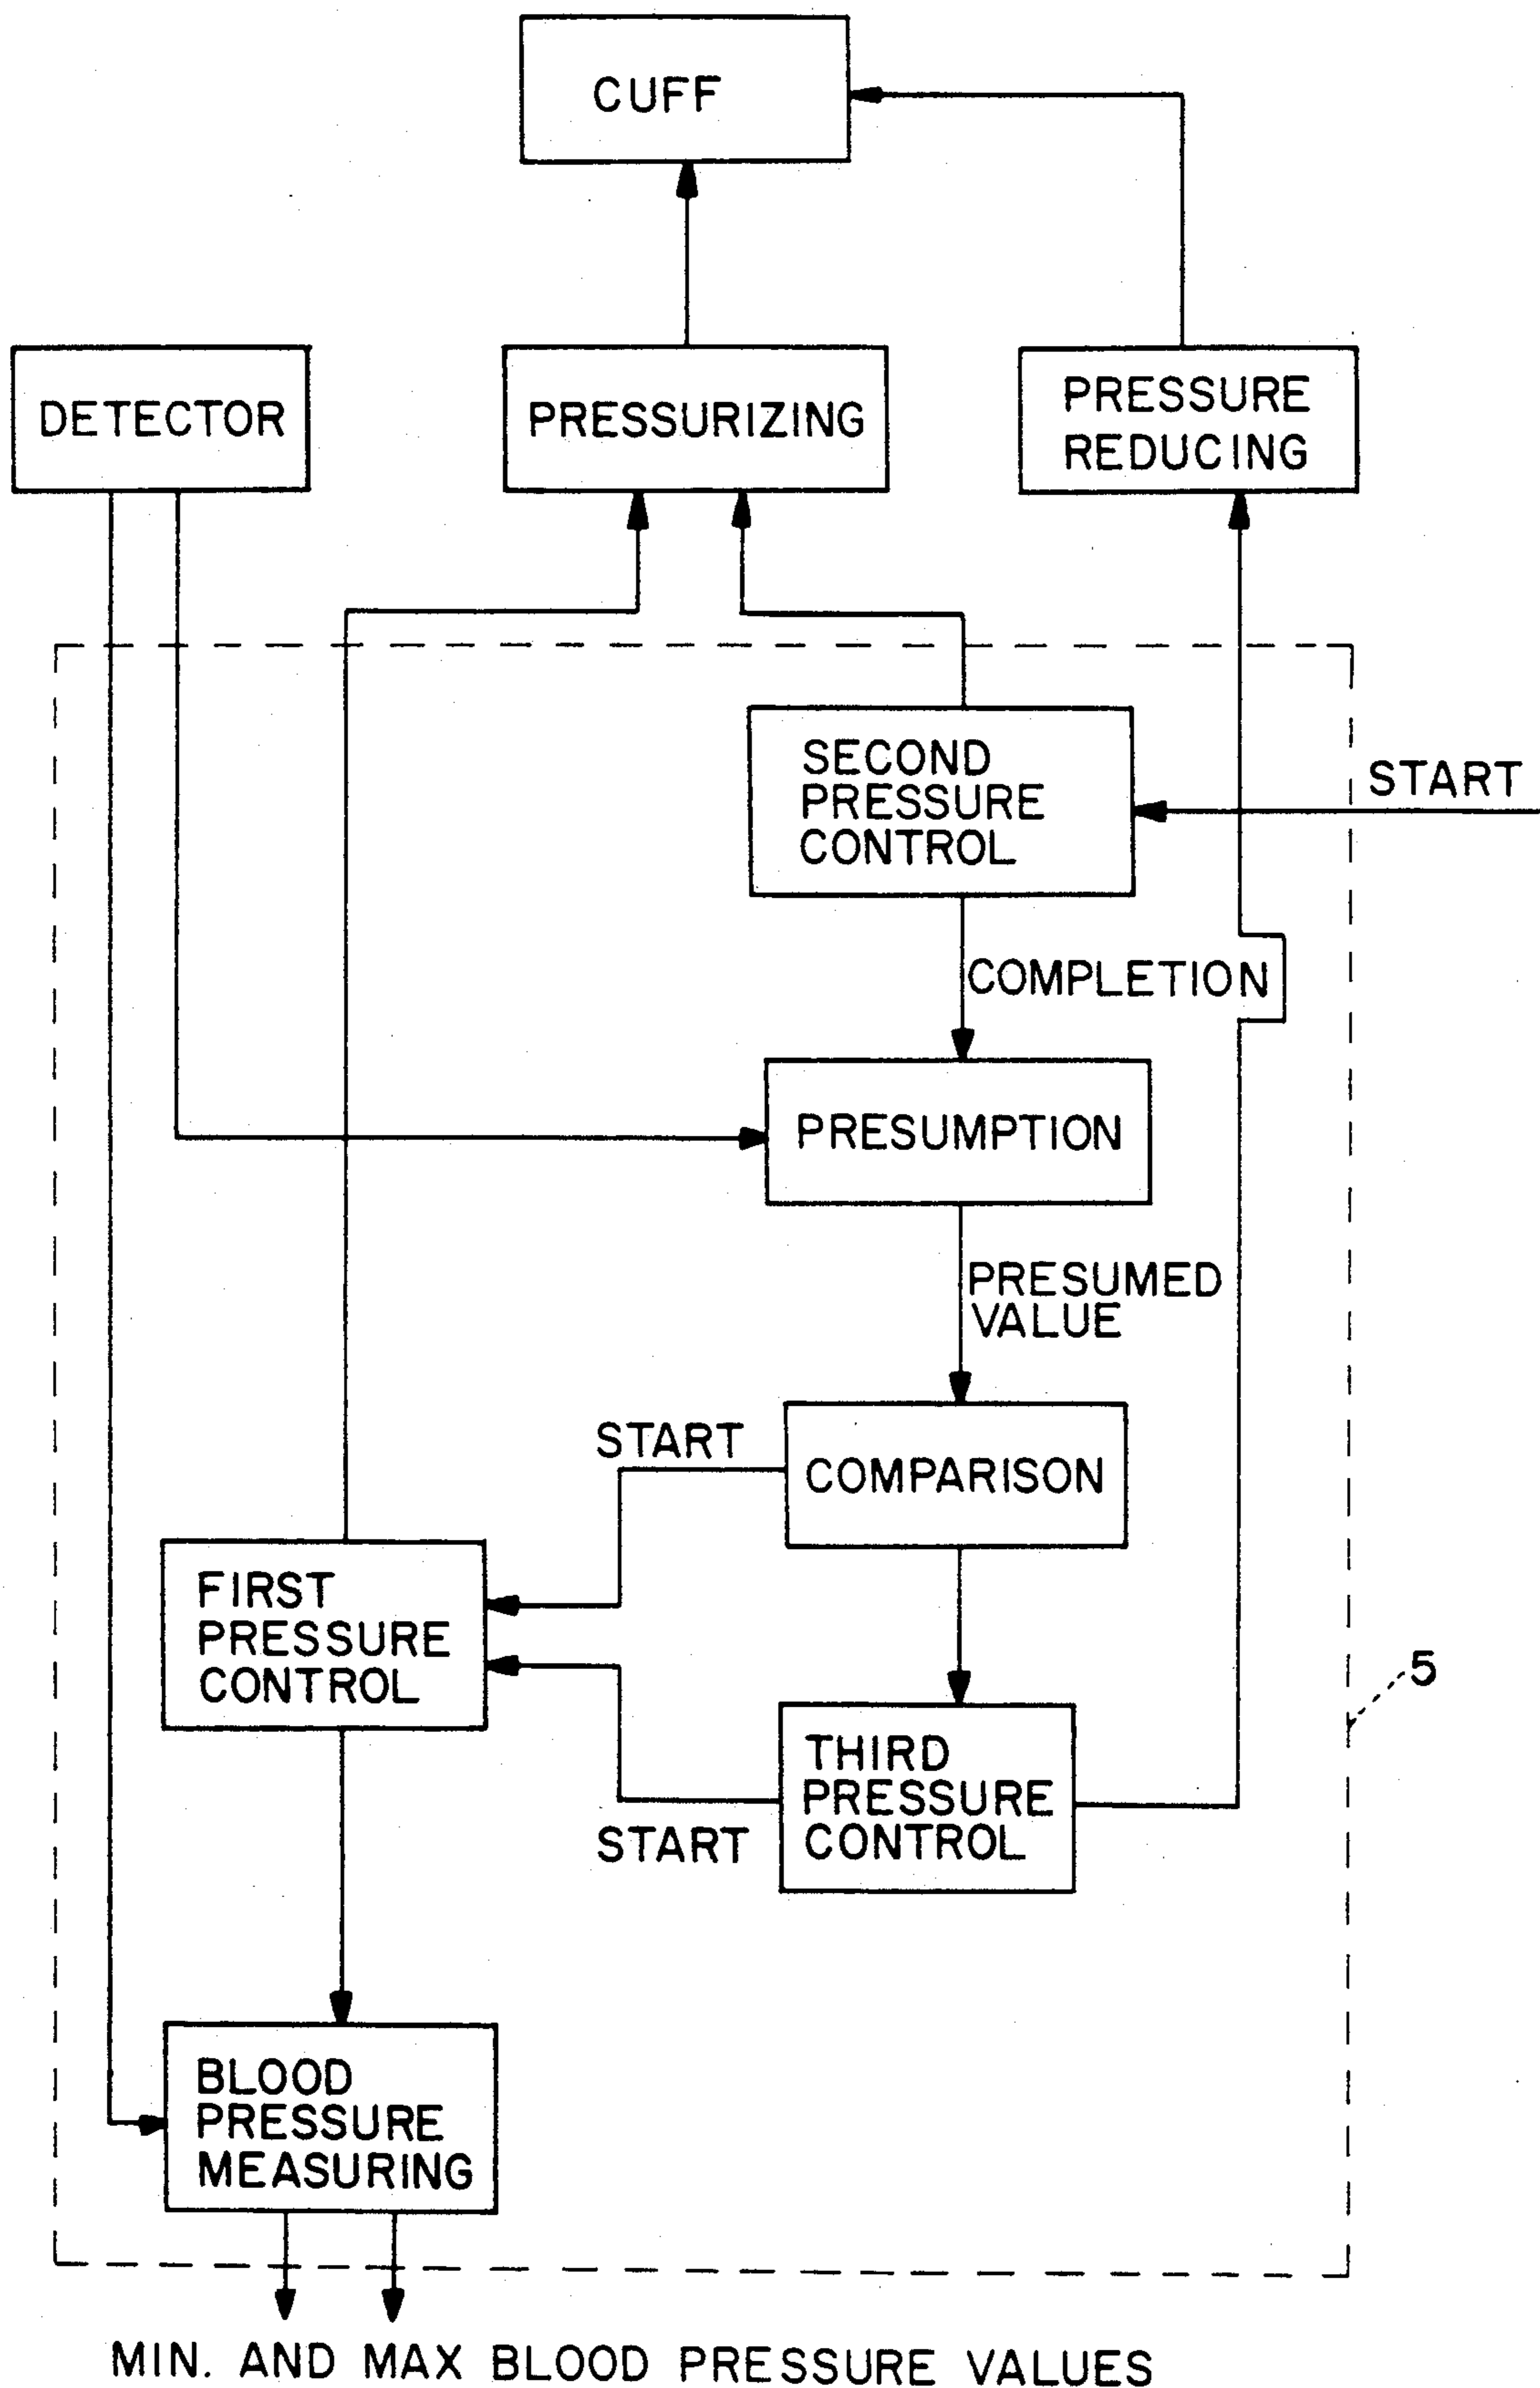 CUFF
DETECTOR
PRESSURIZING
PRESSURE
REDUCING
SECOND
PRESSURE
CONTROL
START
COMPLETION
PRESUMPTION
PRESUMED
VALUE
START
COMPARISON
FIRST
PRESSURE
CONTROL
5
THIRD
PRESSURE
CONTROL
START
BLOOD
PRESSURE
MEASURING
MIN. AND MAX BLOOD PRESSURE VALUES